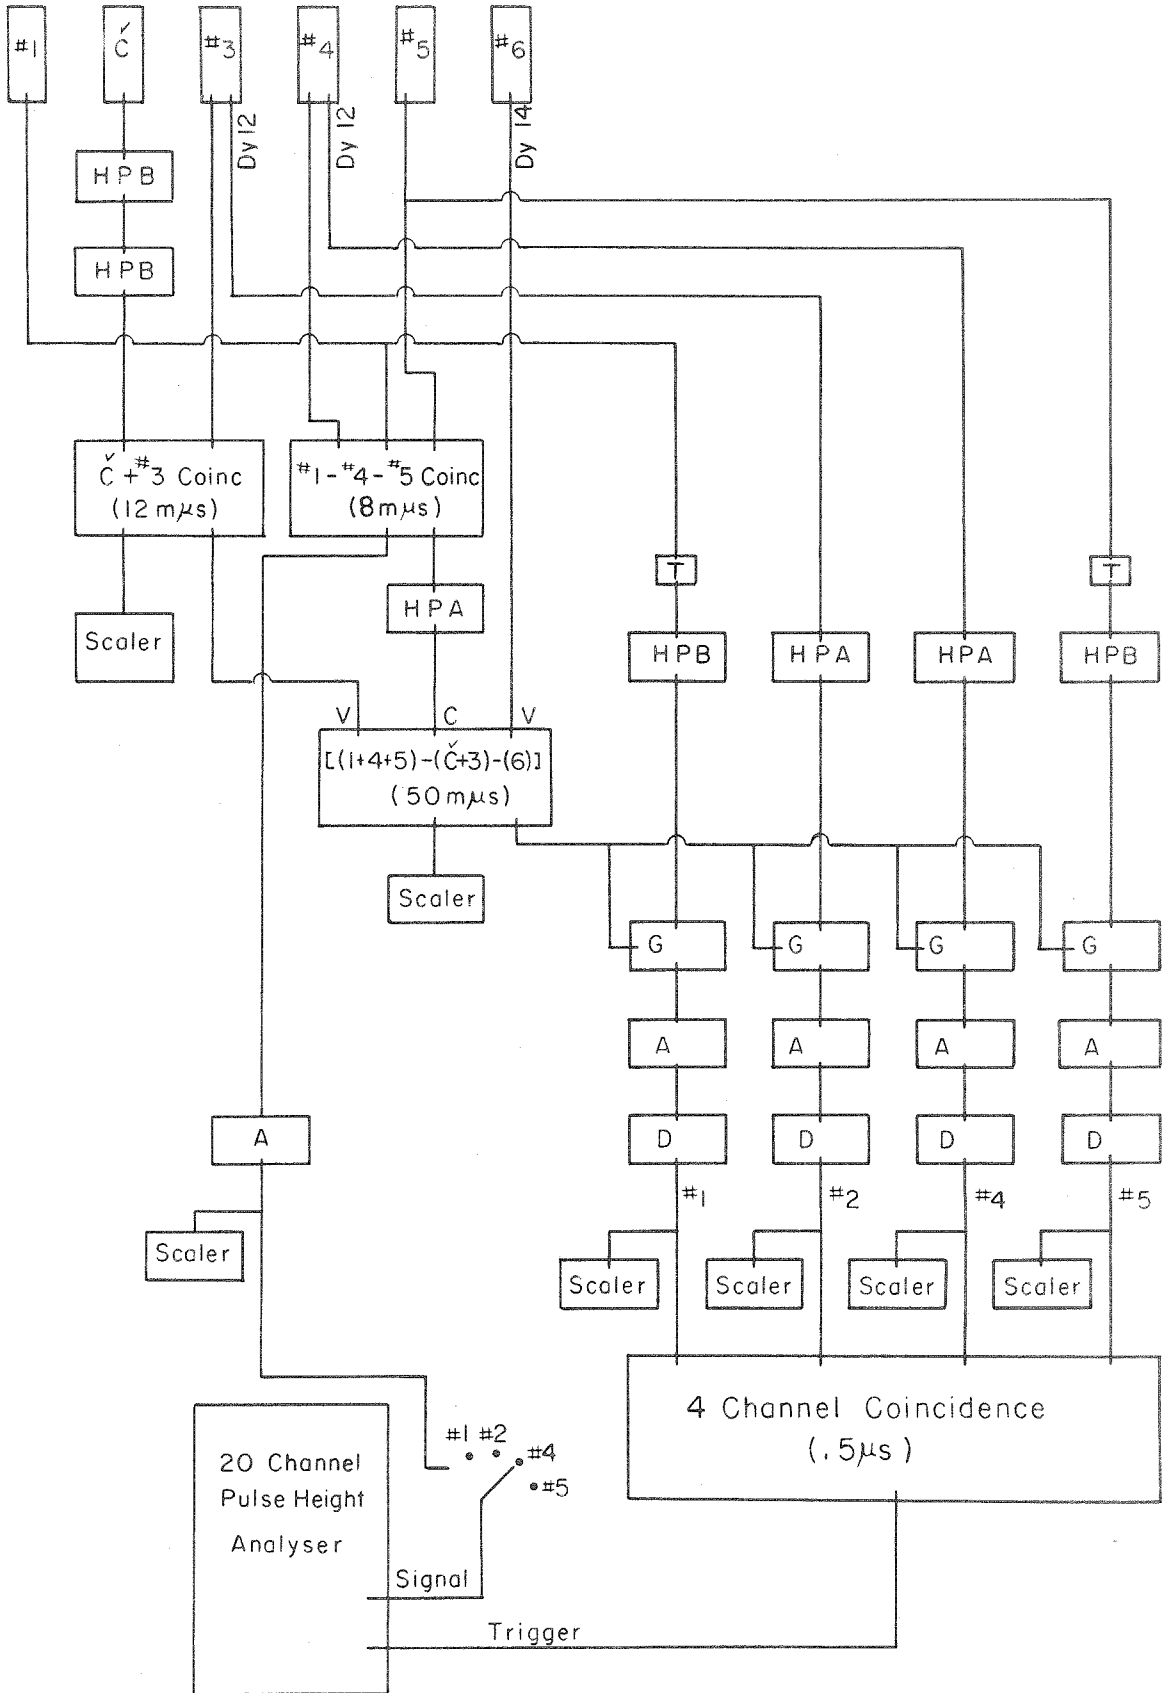 #1
Č
#3
#4
#5
#6
Dy 12
Dy 12
Dy 14
HPB
HPB
Č + #3 Coinc
(12 mμs)
#1 - #4 - #5 Coinc
(8 mμs)
T
T
HPA
Scaler
HPB
HPA
HPA
HPB
V
C
V
[(1+4+5)-(Č+3)-(6)]
(50 mμs)
Scaler
G
G
G
G
A
A
A
A
A
D
D
D
D
#1
#2
#4
#5
Scaler
Scaler
Scaler
Scaler
Scaler
4 Channel Coincidence
(.5μs)
#1
#2
#4
#5
20 Channel
Pulse Height
Analyser
Signal
Trigger